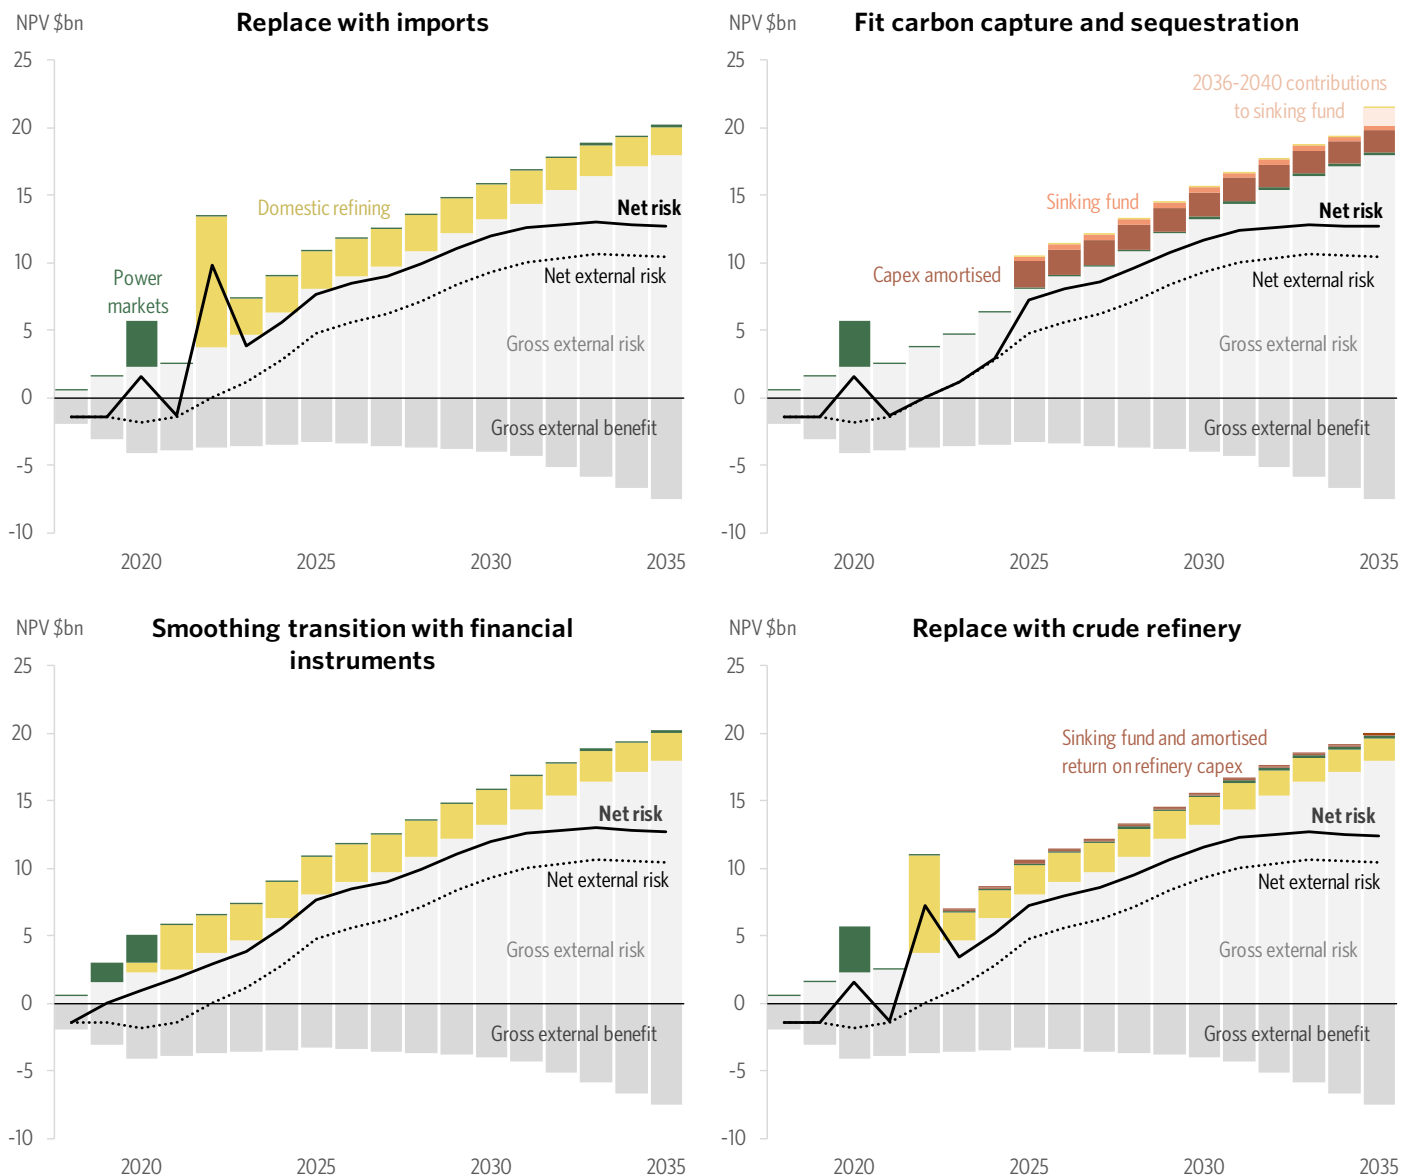 NPV $bn
Replace with imports
25
20
15
10
5
0
-5
-10
Domestic refining
Power
markets
Net risk
Net external risk
Gross external risk
Gross external benefit
2020
2025
2030
2035
NPV $bn
Fit carbon capture and sequestration
25
20
15
10
5
0
-5
-10
2036-2040 contributions
to sinking fund
Sinking fund
Capex amortised
Net risk
Net external risk
Gross external risk
Gross external benefit
2020
2025
2030
2035
NPV $bn
Smoothing transition with financial
instruments
25
20
15
10
5
0
-5
-10
Net risk
Net external risk
Gross external risk
Gross external benefit
2020
2025
2030
2035
NPV $bn
Replace with crude refinery
25
20
15
10
5
0
-5
-10
Sinking fund and amortised
return on refinery capex
Net risk
Net external risk
Gross external risk
Gross external benefit
2020
2025
2030
2035